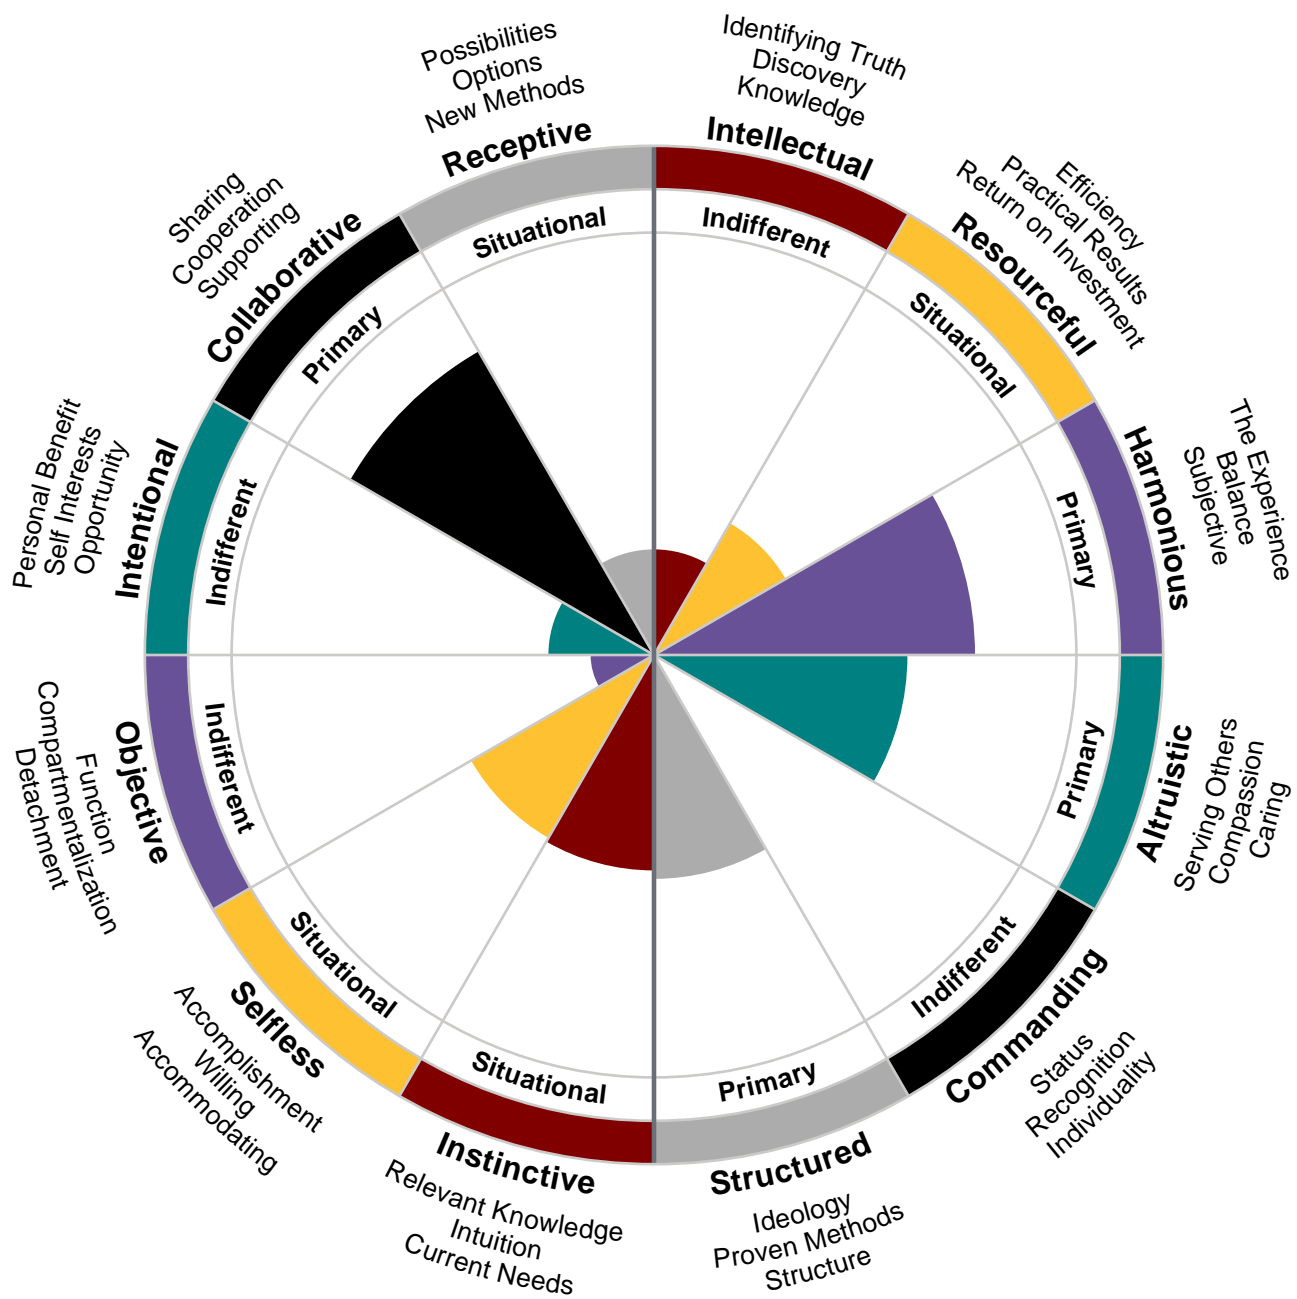 Identifying Truth
Discovery
Knowledge
Intellectual
Indifferent
Efficiency
Practical Results
Return on Investment
Resourceful
Situational
The Experience
Balance
Subjective
Harmonious
Primary
Altruistic
Primary
Serving Others
Compassion
Caring
Commanding
Indifferent
Status
Recognition
Individuality
Primary
Structured
Ideology
Proven Methods
Structure
Situational
Instinctive
Relevant Knowledge
Intuition
Current Needs
Situational
Selfless
Accomplishment
Willing
Accommodating
Indifferent
Objective
Function
Compartmentalization
Detachment
Personal Benefit
Self Interests
Opportunity
Intentional
Indifferent
Sharing
Cooperation
Supporting
Collaborative
Primary
Possibilities
Options
New Methods
Receptive
Situational